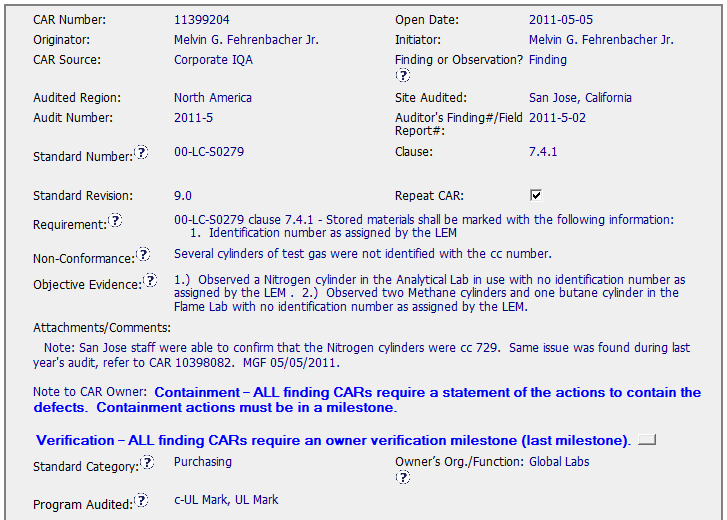 CAR Number: 11399204 Open Date: 2011-05-05
Originator: Melvin G. Fehrenbacher Jr. Initiator: Melvin G. Fehrenbacher Jr.
CAR Source: Corporate IQA Finding or Observation? Finding
?
Audited Region: North America Site Audited: San Jose, California
Audit Number: 2011-5 Auditor's Finding#/Field 2011-5-02
Report#:
Standard Number: ? 00-LC-S0279 Clause: 7.4.1
Standard Revision: 9.0 Repeat CAR:
Requirement: ? 00-LC-S0279 clause 7.4.1 - Stored materials shall be marked with the following information:
1. Identification number as assigned by the LEM
Non-Conformance: ? Several cylinders of test gas were not identified with the cc number.
Objective Evidence: ? 1.) Observed a Nitrogen cylinder in the Analytical Lab in use with no identification number as
assigned by the LEM . 2.) Observed two Methane cylinders and one butane cylinder in the
Flame Lab with no identification number as assigned by the LEM.
Attachments/Comments:
Note: San Jose staff were able to confirm that the Nitrogen cylinders were cc 729. Same issue was found during last
year's audit, refer to CAR 10398082. MGF 05/05/2011.
Note to CAR Owner: Containment – ALL finding CARs require a statement of the actions to contain the
defects. Containment actions must be in a milestone.
Verification – ALL finding CARs require an owner verification milestone (last milestone).
Standard Category: ? Purchasing Owner's Org./Function: Global Labs
?
Program Audited: ? c-UL Mark, UL Mark